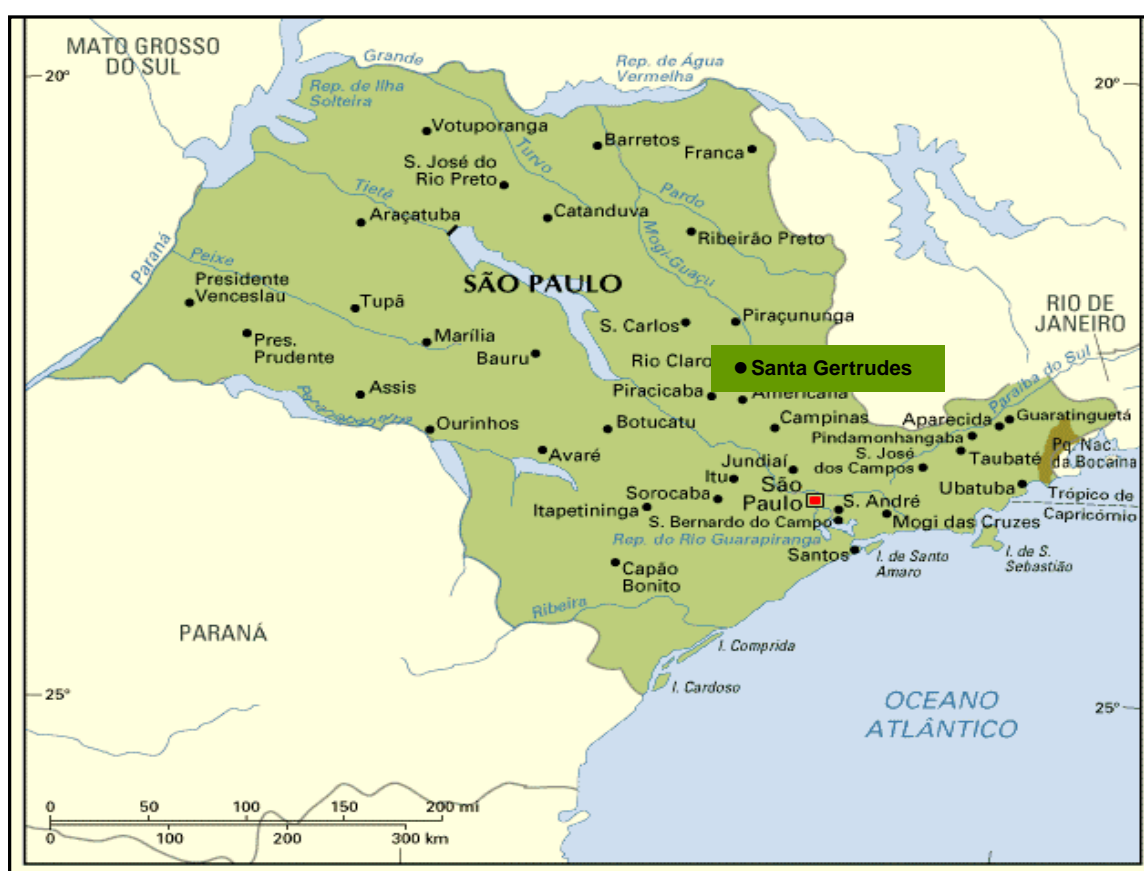 MATO GROSSO
DO SUL
Grande
Rep. de Água
Vermelha
20°
20°
Rep. de Ilha
Solteira
Votuporanga
Barretos
Franca
S. José do
Rio Preto
Turvo
Tietê
Pardo
Araçatuba
Catanduva
Ribeirão Preto
Mogi-Guaçu
Paraná
Peixe
Presidente
Venceslau
SÃO PAULO
Tupã
RIO DE
JANEIRO
S. Carlos
Piraçununga
Pres.
Prudente
Marília
Bauru
Rio Claro
Santa Gertrudes
Paraíba do Sul
Assis
Piracicaba
Americana
Paranapanema
Ourinhos
Botucatu
Campinas
Aparecida
Guaratinguetá
Pindamonhangaba
Avaré
Jundiaí
S. José
dos Campos
Taubaté
Pq. Nac.
da Bocaina
Itu
São
Paulo
Ubatuba
Sorocaba
S. André
Trópico de
Capricórnio
Itapetininga
S. Bernardo do Campo
Mogi das Cruzes
Rep. do Rio Guarapiranga
Santos
I. de Santo
Amaro
I. de S.
Sebastião
Capão
Bonito
Ribeira
PARANÁ
I. Comprida
I. Cardoso
25°
25°
OCEANO
ATLÂNTICO
0 50 100 150 200 mi
0 100 200 300 km